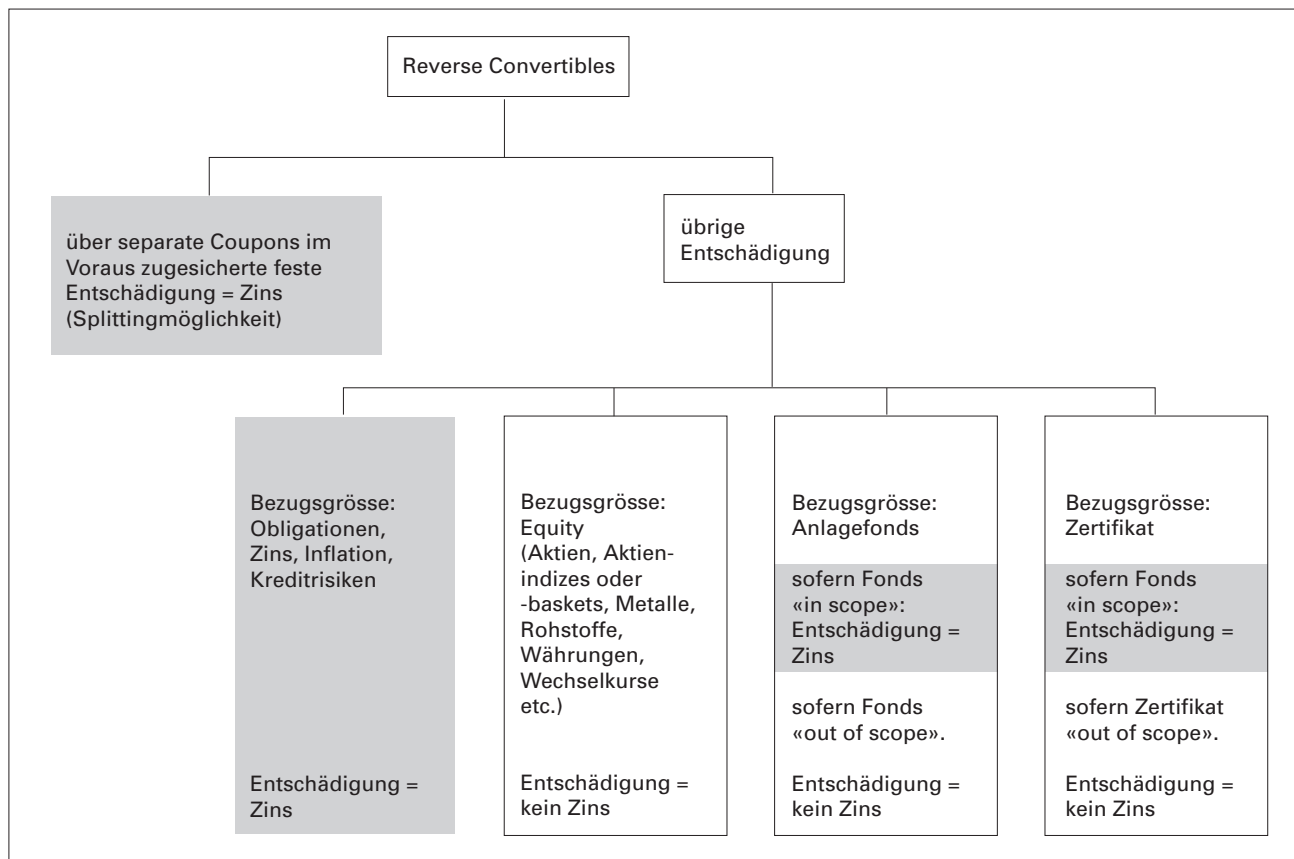 Reverse Convertibles
über separate Coupons im
Voraus zugesicherte feste
Entschädigung = Zins
(Splittingmöglichkeit)
übrige
Entschädigung
Bezugsgrösse:
Obligationen,
Zins, Inflation,
Kreditrisiken
Entschädigung =
Zins
Bezugsgrösse:
Equity
(Aktien, Aktien-
indizes oder
-baskets, Metalle,
Rohstoffe,
Währungen,
Wechselkurse
etc.)
Entschädigung =
kein Zins
Bezugsgrösse:
Anlagefonds
sofern Fonds
«in scope»:
Entschädigung =
Zins
sofern Fonds
«out of scope».
Entschädigung =
kein Zins
Bezugsgrösse:
Zertifikat
sofern Fonds
«in scope»:
Entschädigung =
Zins
sofern Zertifikat
«out of scope».
Entschädigung =
kein Zins